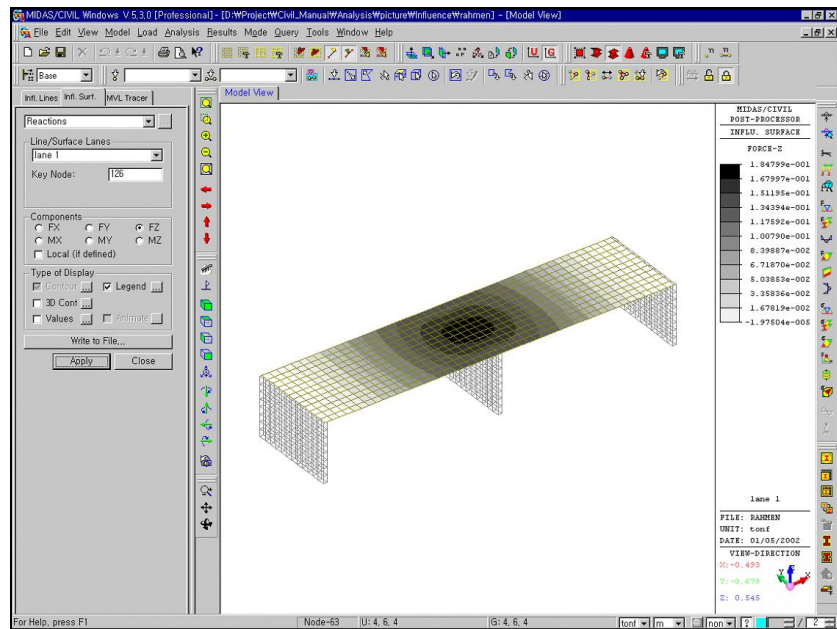 MIDAS/CIVIL Windows V 5,3,0 [Professional] - [D:₩Project₩Civil_Manual₩Analysis₩picture₩Influence₩rahmen] - [Model View]
File Edit View Model Load Analysis Results Mode Query Tools Window Help
Base
Infl. Lines Infl. Surf. MVL Tracer
Model View
Reactions
Line/Surface Lanes
lane 1
Key Node: 126
Components
FX FY FZ
MX MY MZ
Local (If defined)
Type of Display
Contour ... Legend ...
3D Cont ...
Values ... Animate ...
Write to File...
Apply Close
MIDAS/CIVIL
POST-PROCESSOR
INFLU. SURFACE
FORCE-Z
1.84799e-001
1.67997e-001
1.51195e-001
1.34394e-001
1.17592e-001
1.00790e-001
8.39887e-002
6.71870e-002
5.03853e-002
3.35836e-002
1.67819e-002
-1.97504e-005
lane 1
FILE: RAHMEN
UNIT: tonf
DATE: 01/05/2002
VIEW-DIRECTION
X:-0.493
Y:-0.679
Z: 0.545
For Help, press F1 Node-63 U: 4, 6, 4 G: 4, 6, 4 tonf m non ? / 2